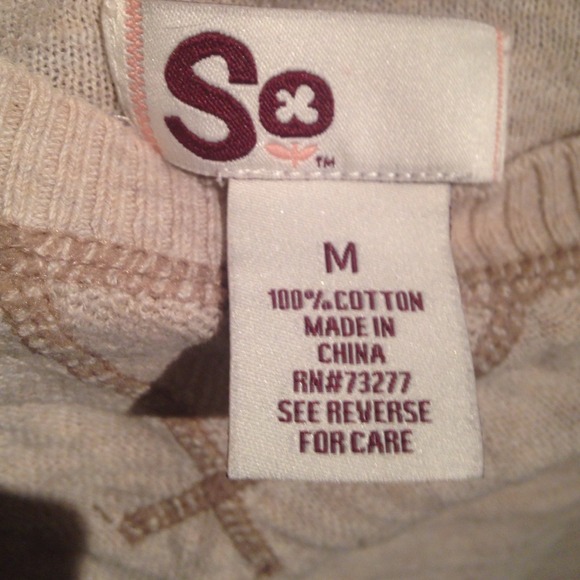 So
TM
M
100% COTTON
MADE IN
CHINA
RN#73277
SEE REVERSE
FOR CARE